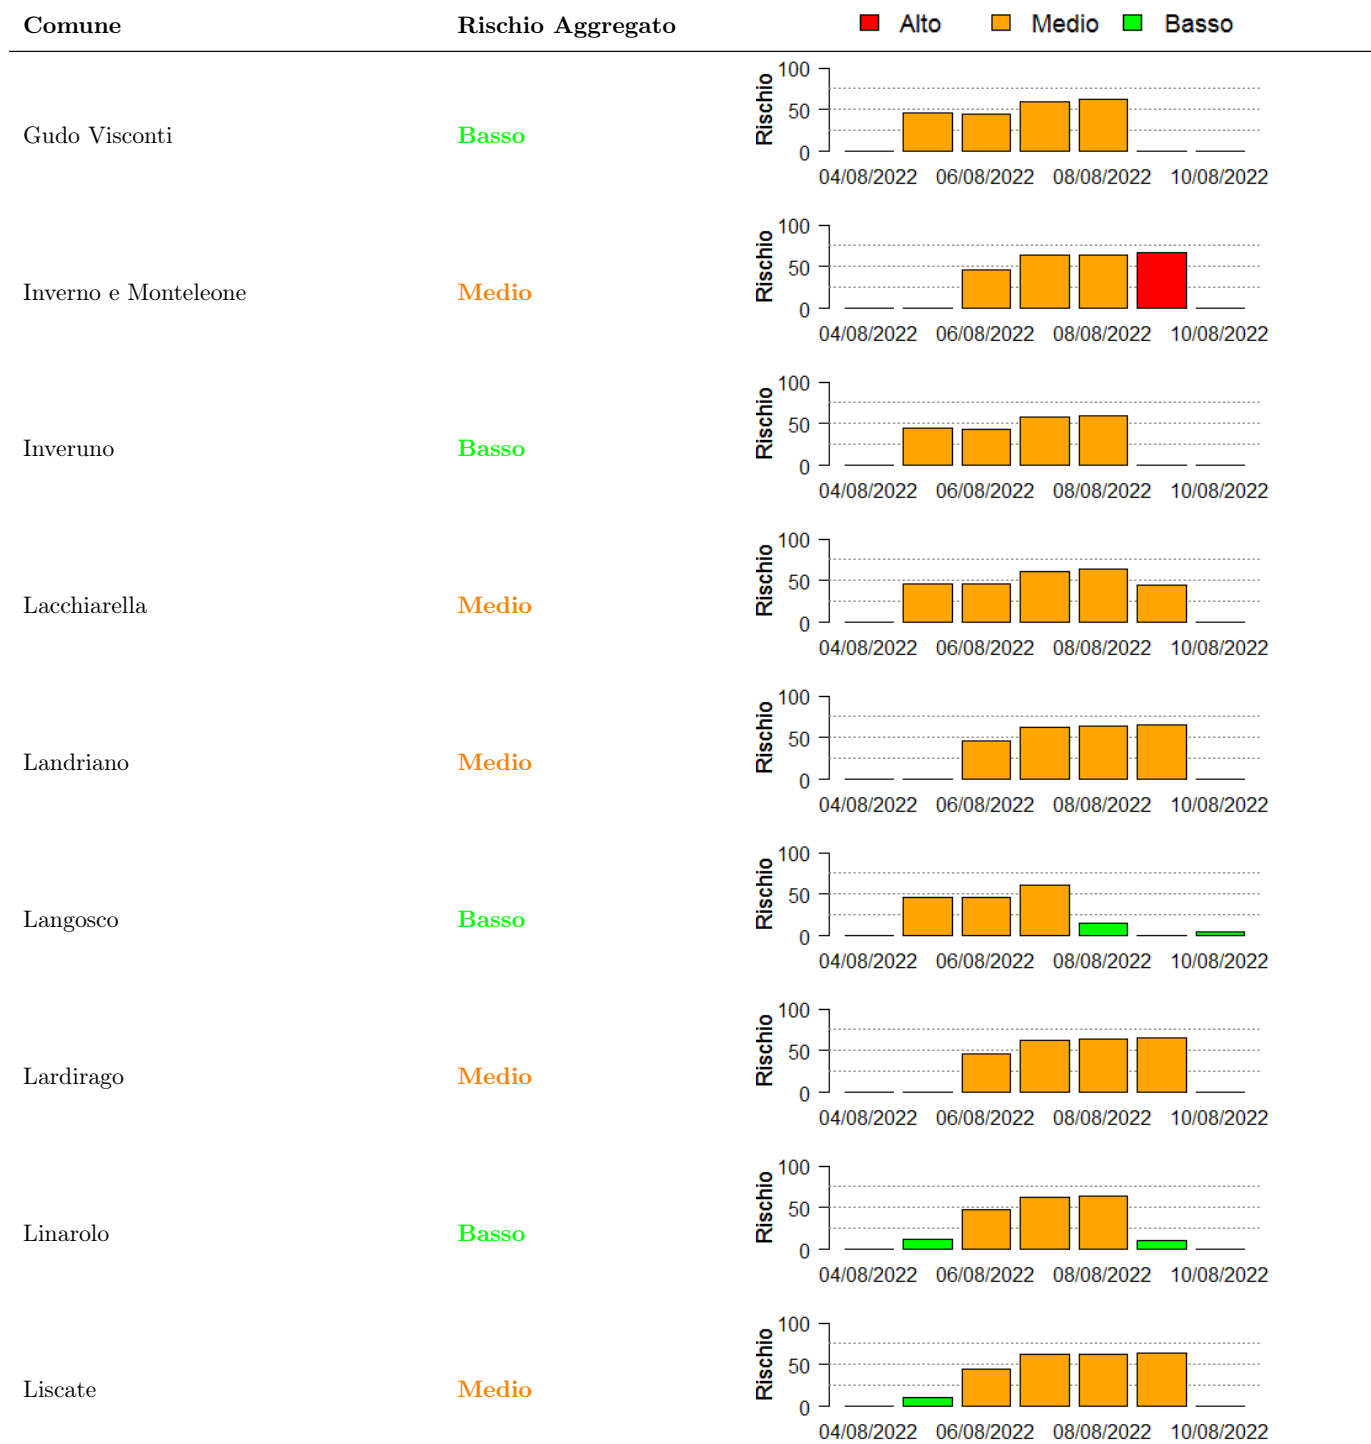 Comune Rischio Aggregato Alto Medio Basso
100
50
0
Rischio
Gudo Visconti Basso
04/08/2022 06/08/2022 08/08/2022 10/08/2022
100
50
0
Rischio
Inverno e Monteleone Medio
04/08/2022 06/08/2022 08/08/2022 10/08/2022
100
50
0
Rischio
Inveruno Basso
04/08/2022 06/08/2022 08/08/2022 10/08/2022
100
50
0
Rischio
Lacchiarella Medio
04/08/2022 06/08/2022 08/08/2022 10/08/2022
100
50
0
Rischio
Landriano Medio
04/08/2022 06/08/2022 08/08/2022 10/08/2022
100
50
0
Rischio
Langosco Basso
04/08/2022 06/08/2022 08/08/2022 10/08/2022
100
50
0
Rischio
Lardirago Medio
04/08/2022 06/08/2022 08/08/2022 10/08/2022
100
50
0
Rischio
Linarolo Basso
04/08/2022 06/08/2022 08/08/2022 10/08/2022
100
50
0
Rischio
Liscate Medio
04/08/2022 06/08/2022 08/08/2022 10/08/2022